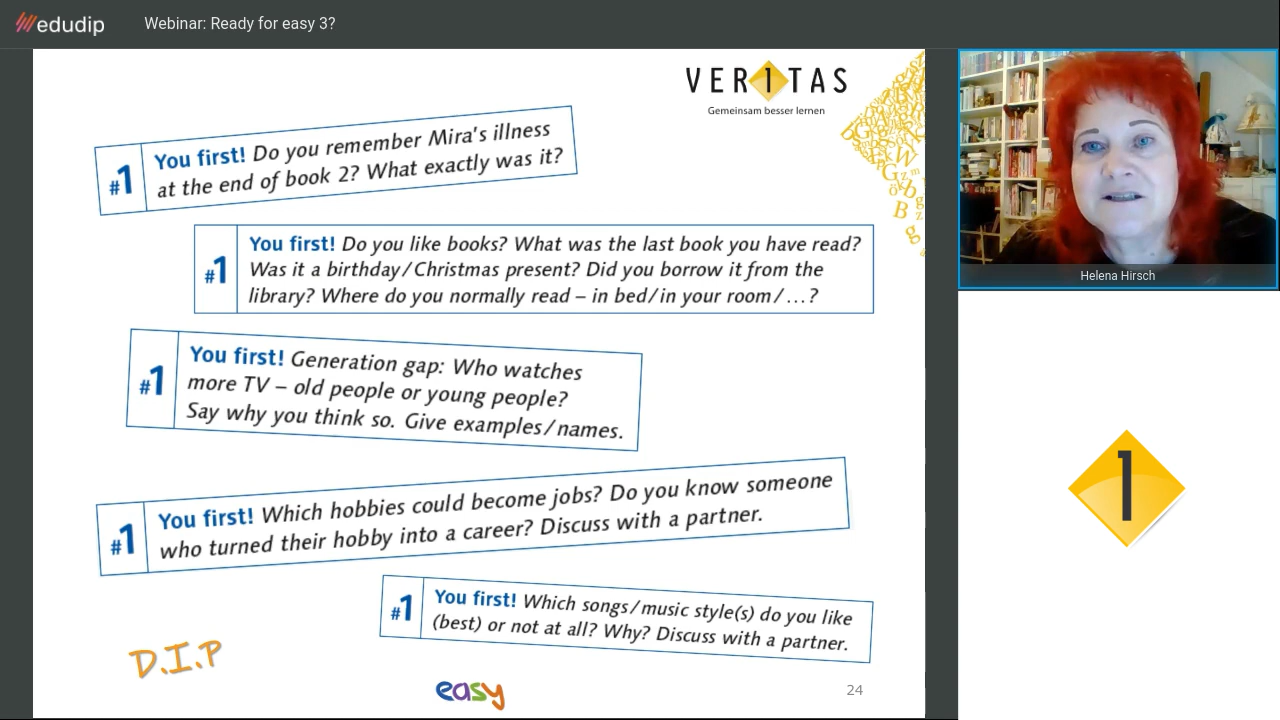 edudip
Webinar: Ready for easy 3?
VER1TAS
Gemeinsam besser lernen
#1
You first! Do you remember Mira's illness
at the end of book 2? What exactly was it?
#1
You first! Do you like books? What was the last book you have read?
Was it a birthday/Christmas present? Did you borrow it from the
library? Where do you normally read – in bed/in your room/…?
#1
You first! Generation gap: Who watches
more TV – old people or young people?
Say why you think so. Give examples/names.
#1
You first! Which hobbies could become jobs? Do you know someone
who turned their hobby into a career? Discuss with a partner.
#1
You first! Which songs/music style(s) do you like
(best) or not at all? Why? Discuss with a partner.
D.I.P
easy
24
Helena Hirsch
1